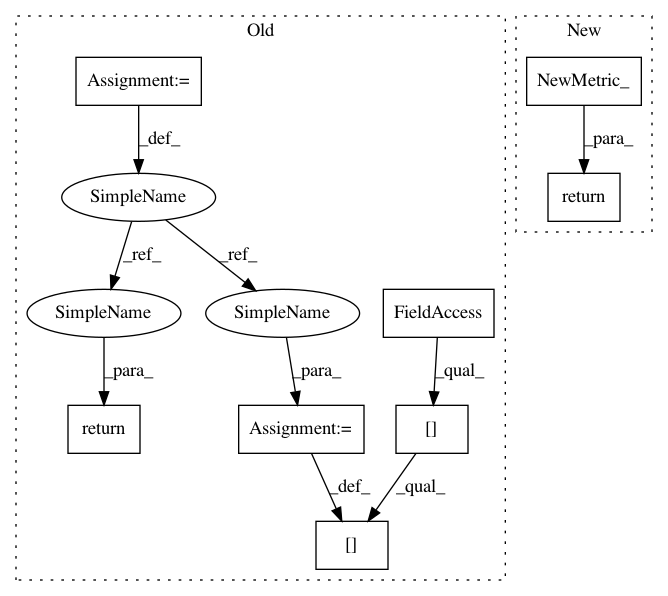 Old
New
Assignment:=
NewMetric_
_def_
_para_
SimpleName
return
_ref_
_ref_
SimpleName
SimpleName
FieldAccess
_para_
_para_
_qual_
return
Assignment:=
[]
_def_
_qual_
[]